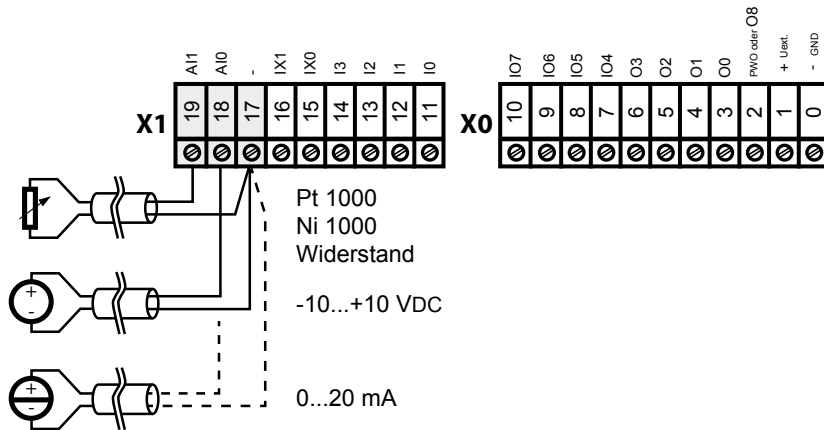 AI1 AI0 - IX1 IX0 I3 I2 I1 I0
X1 19 18 17 16 15 14 13 12 11
IO7 IO6 IO5 IO4 O3 O2 O1 O0 PWO oder O8 + Uext. - GND
X0 10 9 8 7 6 5 4 3 2 1 0
Pt 1000
Ni 1000
Widerstand
+
-
-10...+10 VDC
+
-
0...20 mA